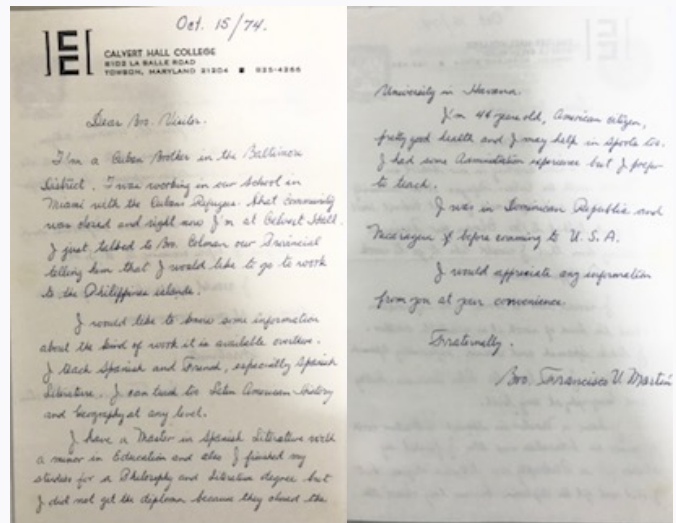 Oct. 15/74.
CALVERT HALL COLLEGE
8102 LA SALLE ROAD
TOWSON, MARYLAND 21204 ■ 825-4266
Dear Bro. Visitor.
I'm a Cuban Brother in the Baltimore
District. I was working in our School in
Miami with the Cuban Refugees. That community
was closed and right now I'm at Calvert Hall.
I just talked to Bro. Colman our Provincial
telling him that I would like to go to work
to the Philippine islands.
I would like to know some information
about the kind of work it is available overthere.
I teach Spanish and French, especially Spanish
Literature. I can teach too Latin American History
and Geography at any level.
I have a Master in Spanish Literature with
a minor in Education and also I finished my
studies for a Philosophy and Literature degree but
I did not get the diploma because they closed the
University in Havana.
I'm 44 years old, American citizen,
pretty good health and I may help in sports too.
I had some Administration experience but I prefer
to teach.
I was in Dominican Republic and
Nicaragua before coming to U.S.A.
I would appreciate any information
from you at your convenience.
Fraternally.
Bro. Francisco V. Martín